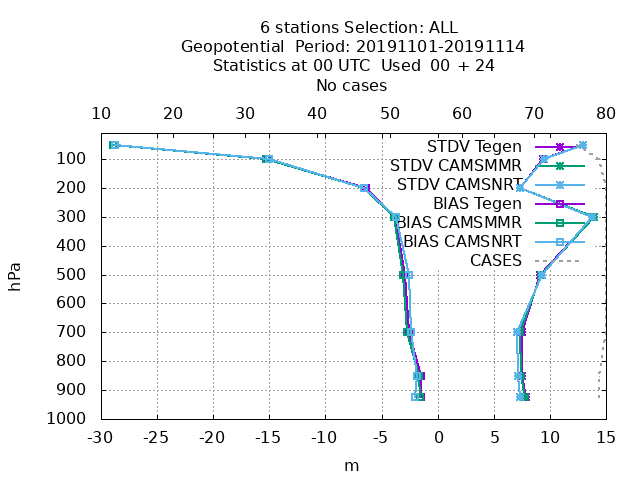 6 stations Selection: ALL
Geopotential  Period: 20191101-20191114
Statistics at 00 UTC  Used  00 + 24
No cases
10 20 30 40 50 60 70 80
STDV Tegen
STDV CAMSMMR
STDV CAMSNRT
BIAS Tegen
BIAS CAMSMMR
BIAS CAMSNRT
CASES
hPa
100
200
300
400
500
600
700
800
900
1000
-30 -25 -20 -15 -10 -5 0 5 10 15
m